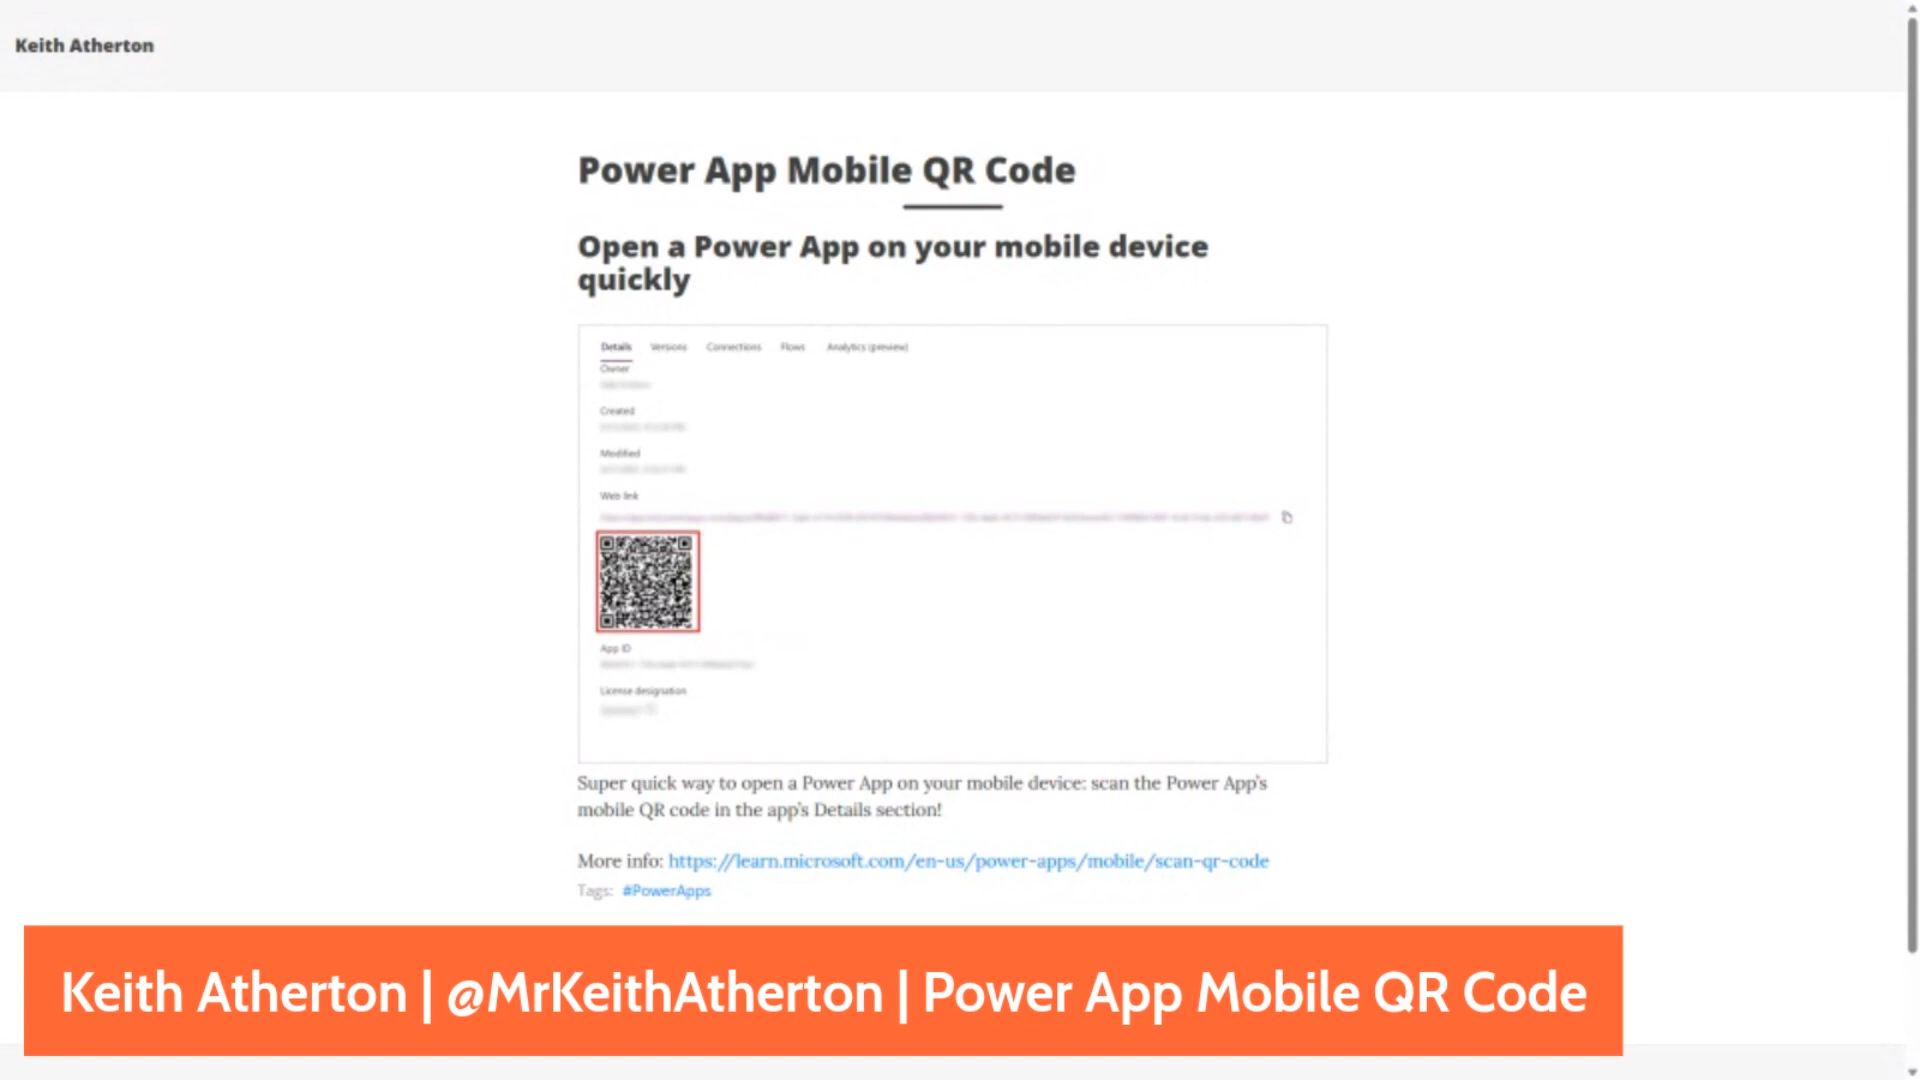 Keith Atherton
Power App Mobile QR Code
Open a Power App on your mobile device
quickly
Details Versions Connections Flows Analytics (preview)
Owner
Created
Modified
Web link
App ID
License designation
Super quick way to open a Power App on your mobile device: scan the Power App's
mobile QR code in the app's Details section!
More info: https://learn.microsoft.com/en-us/power-apps/mobile/scan-qr-code
Tags: #PowerApps
Keith Atherton | @MrKeithAtherton | Power App Mobile QR Code